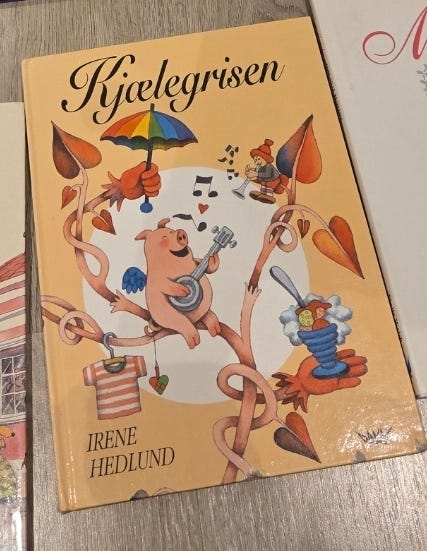 Kjælegrisen
IRENE
HEDLUND
M